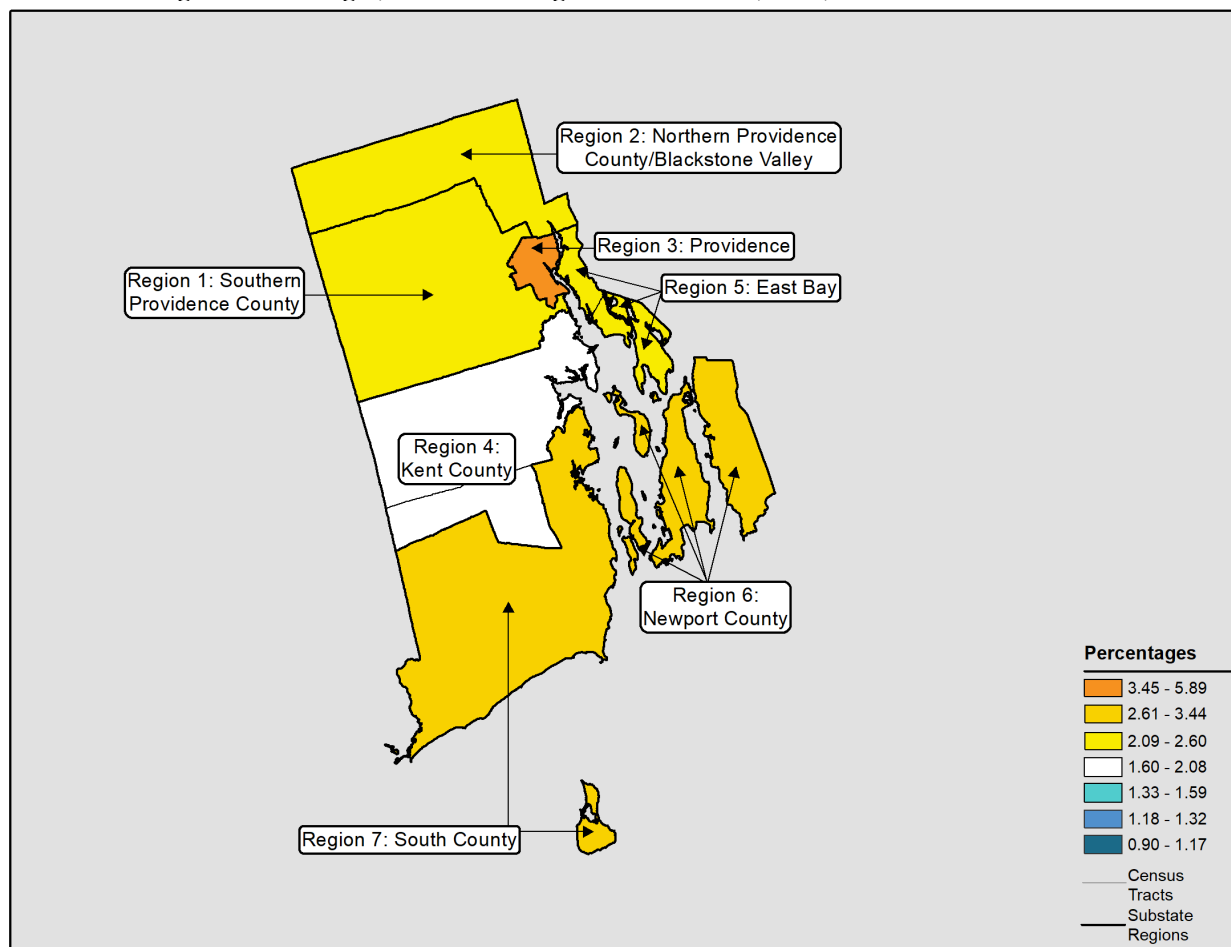 Region 2: Northern Providence
County/Blackstone Valley
Region 3: Providence
Region 1: Southern
Providence County
Region 5: East Bay
Region 4:
Kent County
Region 6:
Newport County
Region 7: South County
Percentages
3.45 - 5.89
2.61 - 3.44
2.09 - 2.60
1.60 - 2.08
1.33 - 1.59
1.18 - 1.32
0.90 - 1.17
Census
Tracts
Substate
Regions